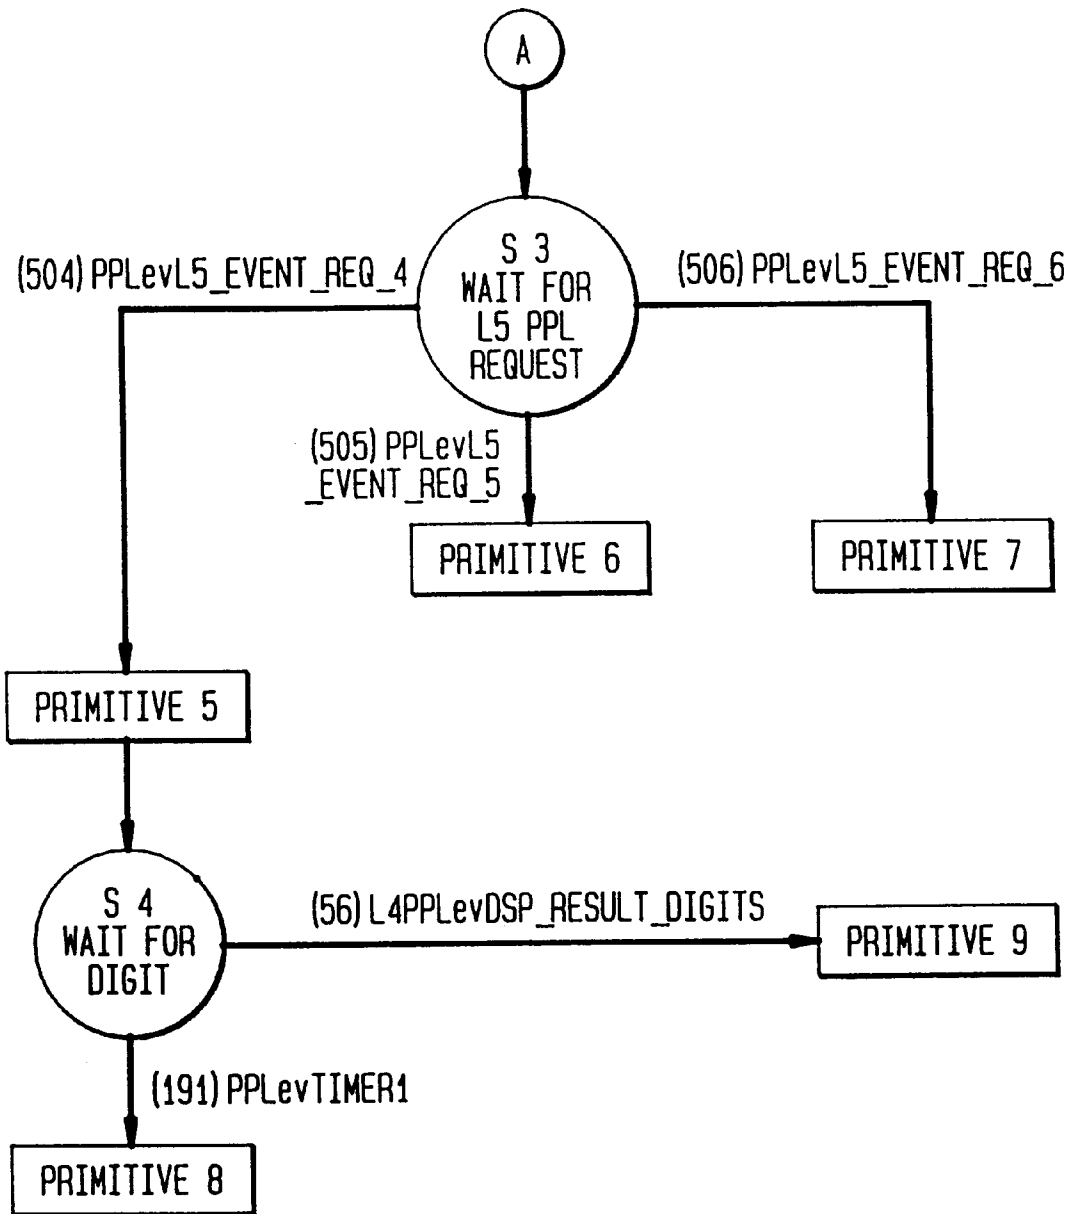 A
S 3
WAIT FOR
L5 PPL
REQUEST
(504) PPLevL5_EVENT_REQ_4
(506) PPLevL5_EVENT_REQ_6
(505) PPLevL5
_EVENT_REQ_5
PRIMITIVE 6
PRIMITIVE 7
PRIMITIVE 5
S 4
WAIT FOR
DIGIT
(56) L4PPLevDSP_RESULT_DIGITS
PRIMITIVE 9
(191) PPLevTIMER1
PRIMITIVE 8